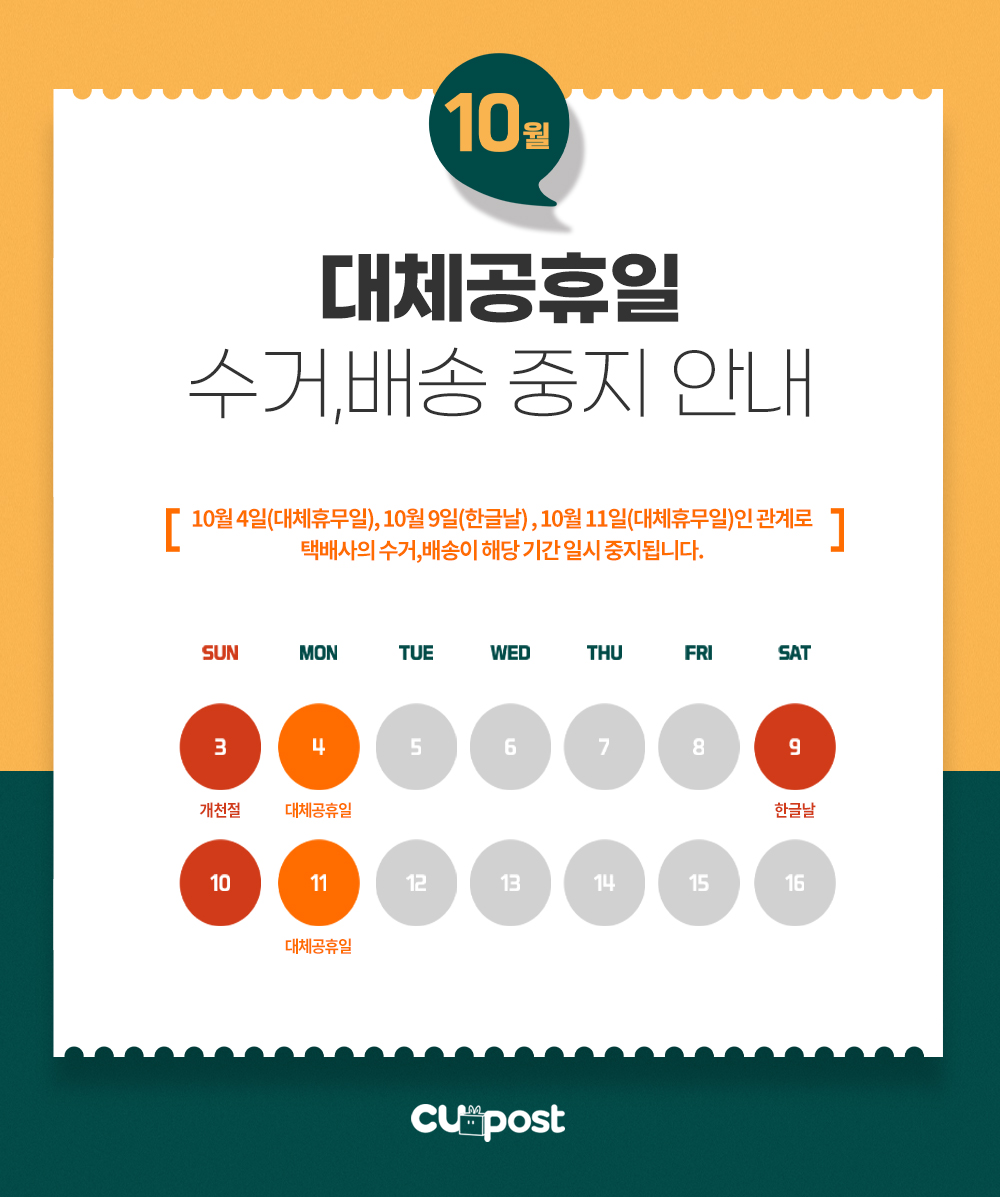 10월
대체공휴일
수거,배송 중지 안내
10월 4일(대체휴무일), 10월 9일(한글날) , 10월 11일(대체휴무일)인 관계로
택배사의 수거,배송이 해당 기간 일시 중지됩니다.
SUN MON TUE WED THU FRI SAT
3 4 5 6 7 8 9
개천절 대체공휴일 한글날
10 11 12 13 14 15 16
대체공휴일
CU post